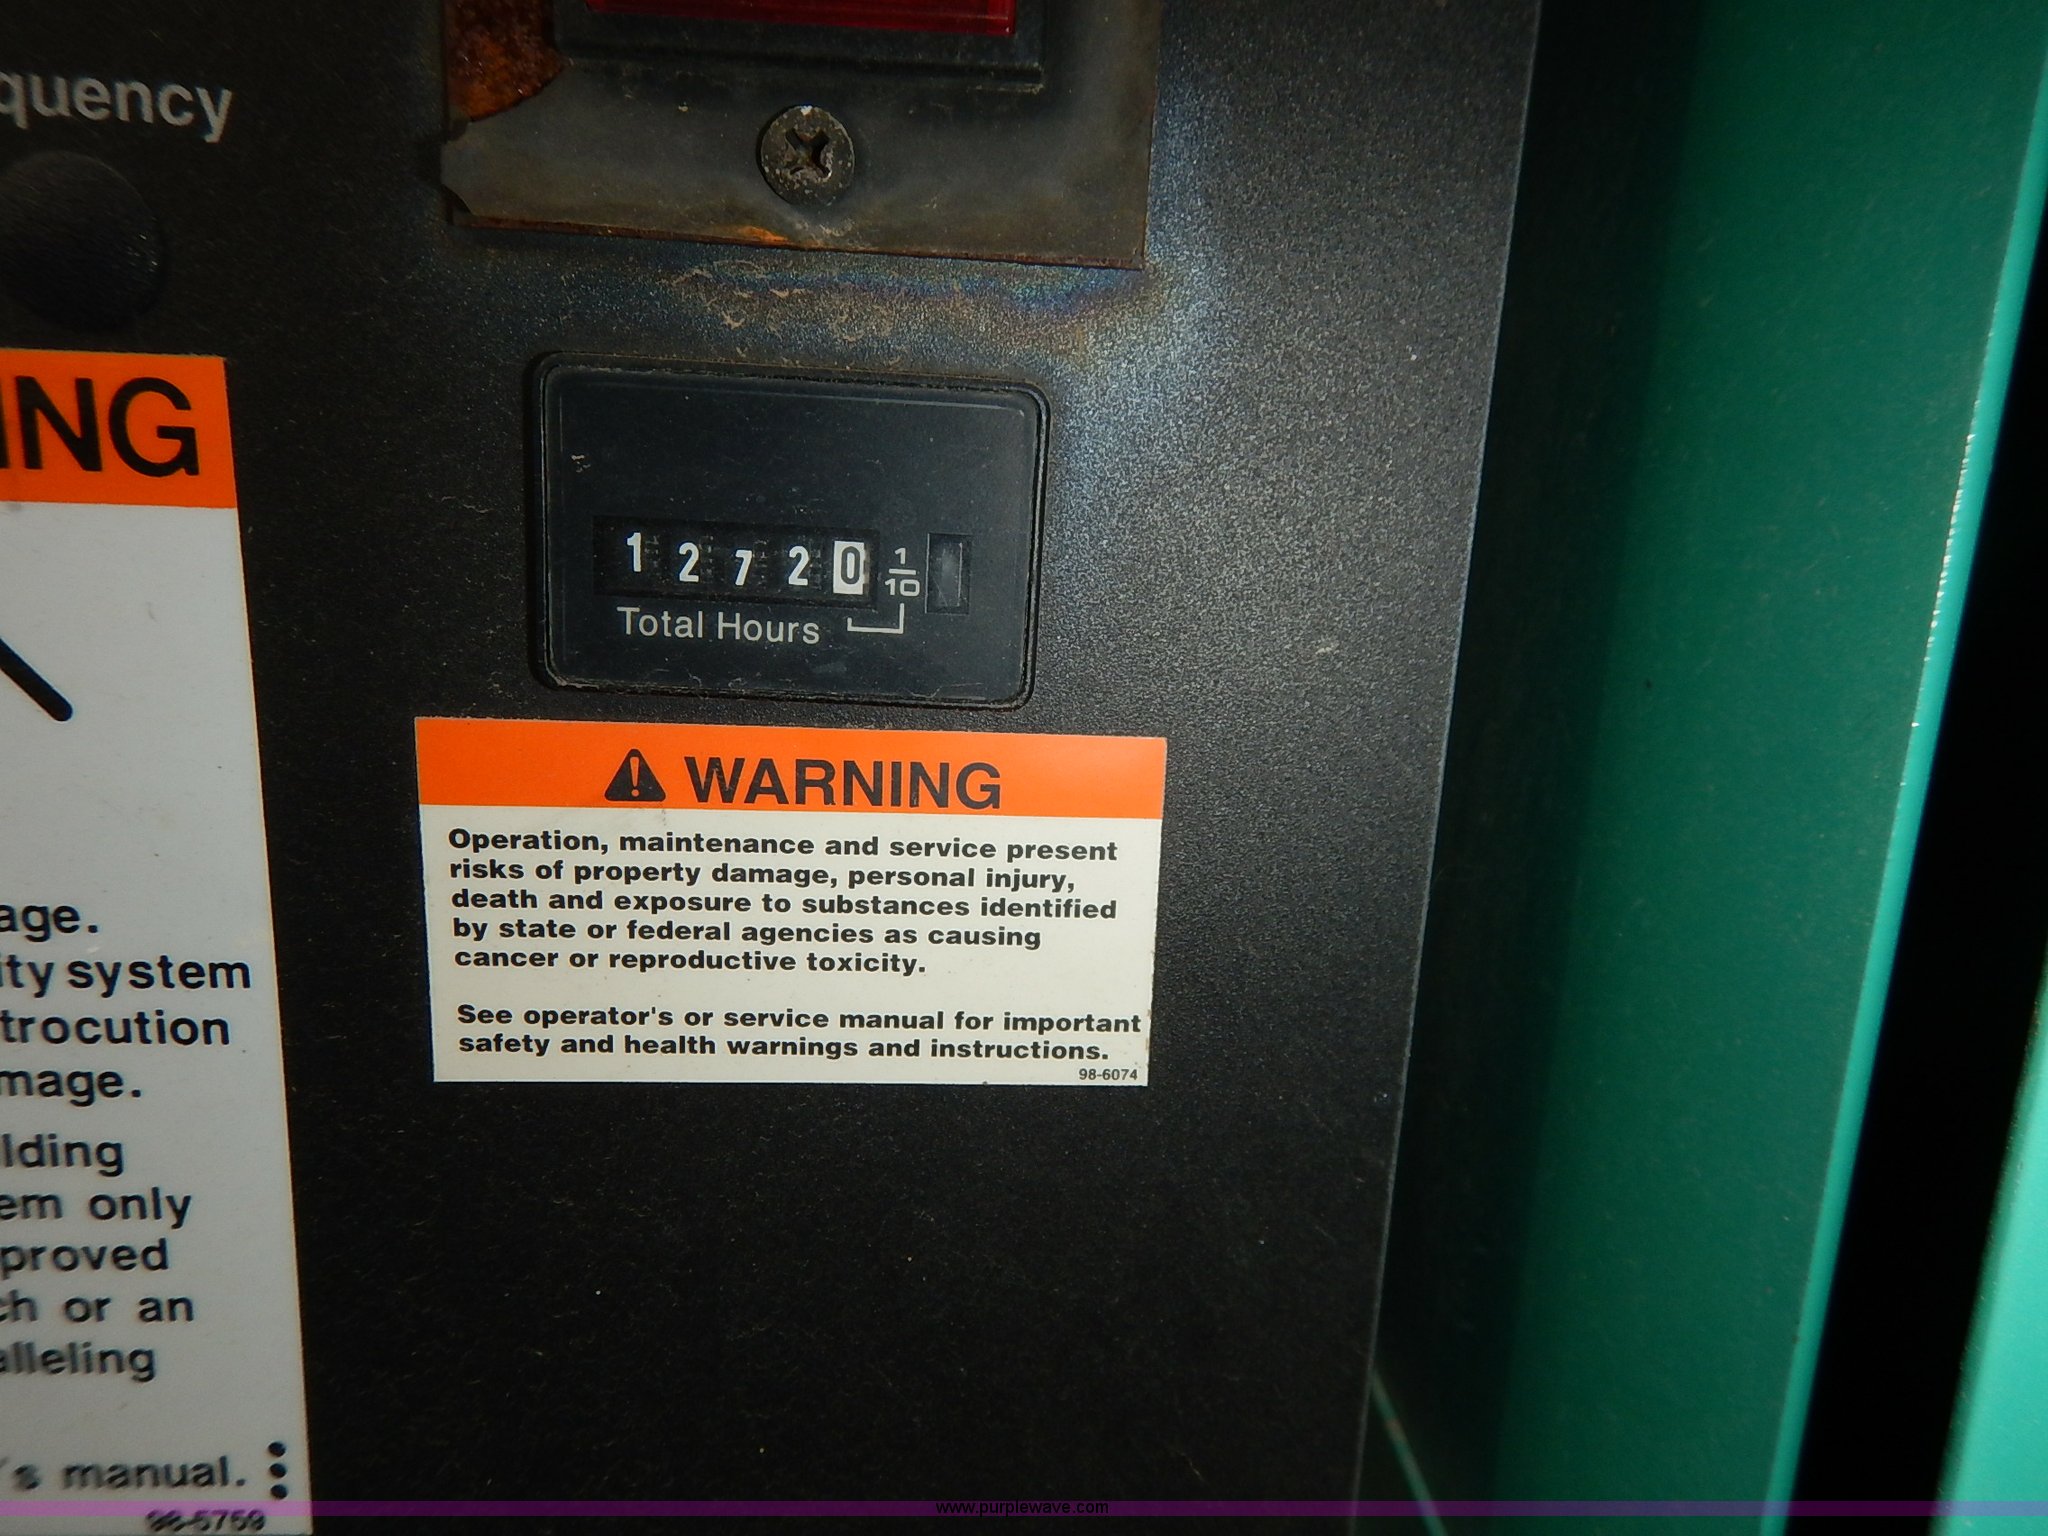 quency
ING
1 2 7 2 0 1/10
Total Hours
WARNING
Operation, maintenance and service present
risks of property damage, personal injury,
death and exposure to substances identified
by state or federal agencies as causing
cancer or reproductive toxicity.
See operator's or service manual for important
safety and health warnings and instructions.
98-6074
age.
ity system
trocution
mage.
lding
em only
proved
ch or an
alleling
's manual.
98-5759
www.purplewave.com